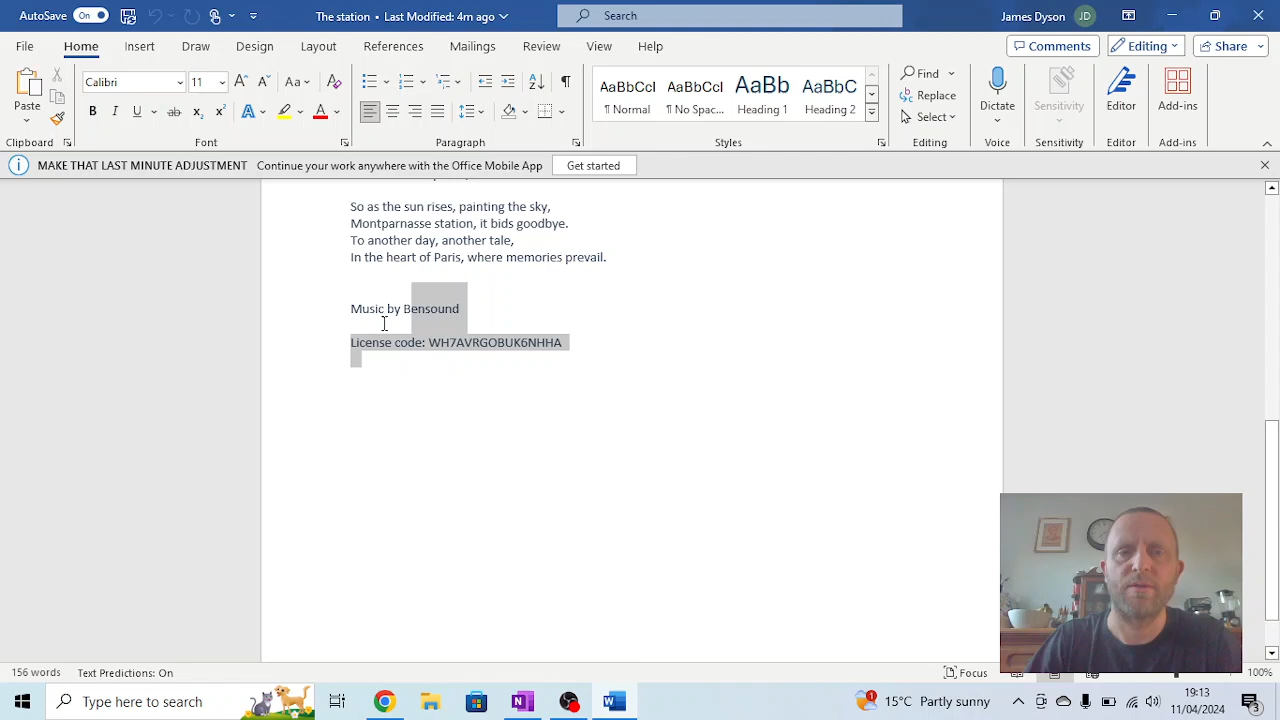 AutoSave On The station • Last Modified: 4m ago Search James Dyson JD
File Home Insert Draw Design Layout References Mailings Review View Help Comments Editing Share
Paste Calibri 11 Aa AaBbCcI AaBbCcI AaBb AaBbC Find Replace Select Dictate Sensitivity Editor Add-ins
B I U ab x₂ x² A A ¶ Normal ¶ No Spac... Heading 1 Heading 2
Clipboard Font Paragraph Styles Editing Voice Sensitivity Editor Add-ins
MAKE THAT LAST MINUTE ADJUSTMENT Continue your work anywhere with the Office Mobile App Get started
So as the sun rises, painting the sky,
Montparnasse station, it bids goodbye.
To another day, another tale,
In the heart of Paris, where memories prevail.
Music by Bensound
License code: WH7AVRGOBUK6NHHA
156 words Text Predictions: On Focus 100%
Type here to search 15°C Partly sunny 19:13
11/04/2024 3